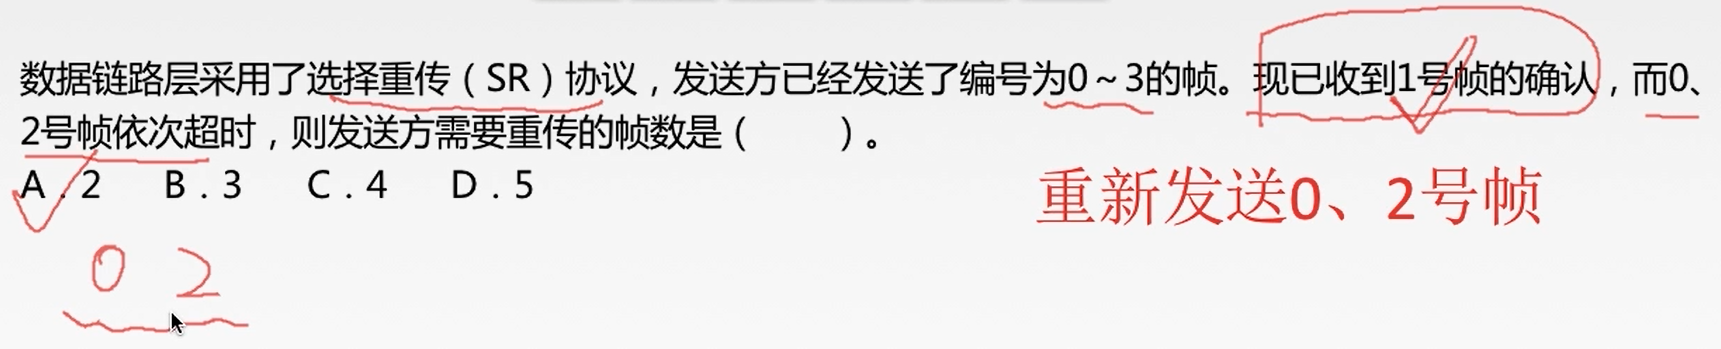 数据链路层采用了选择重传（SR）协议，发送方已经发送了编号为0～3的帧。现已收到1号帧的确认，而0、
2号帧依次超时，则发送方需要重传的帧数是（　　）。
A．2　B．3　C．4　D．5
重新发送0、2号帧
0 2